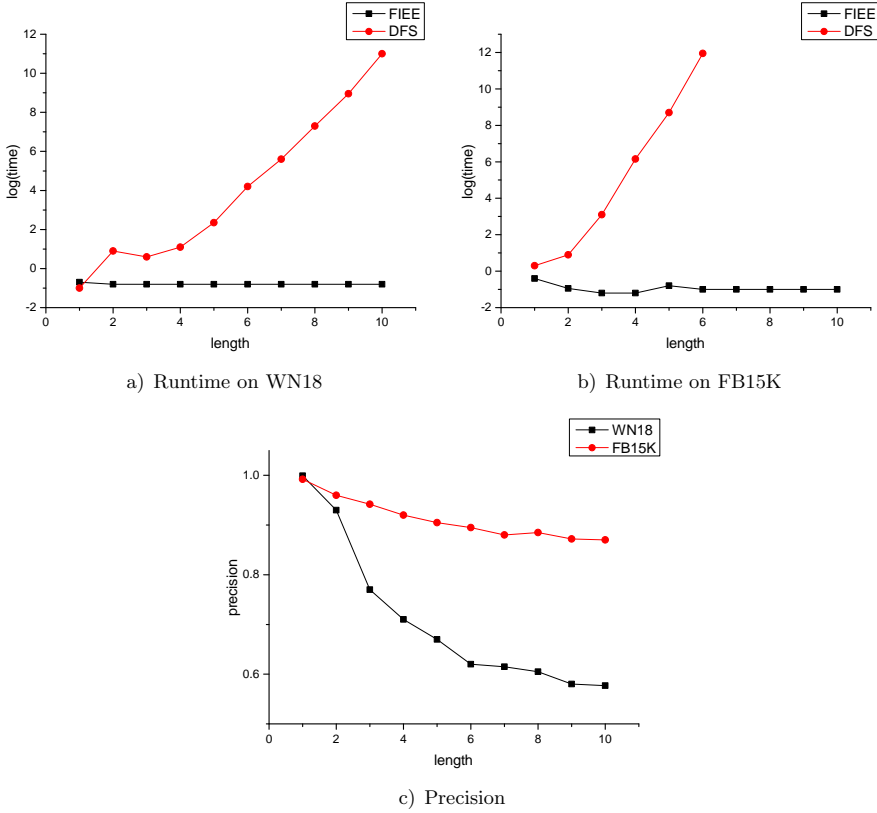 FIEE
DFS
12
10
8
6
4
2
0
-2
log(time)
0 2 4 6 8 10
length
a) Runtime on WN18
FIEE
DFS
12
10
8
6
4
2
0
-2
log(time)
0 2 4 6 8 10
length
b) Runtime on FB15K
WN18
FB15K
1.0
0.8
0.6
precision
0 2 4 6 8 10
length
c) Precision